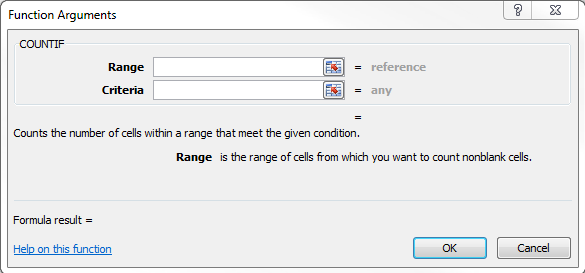 Function Arguments
?
COUNTIF
Range = reference
Criteria = any
=
Counts the number of cells within a range that meet the given condition.
Range is the range of cells from which you want to count nonblank cells.
Formula result =
Help on this function
OK Cancel